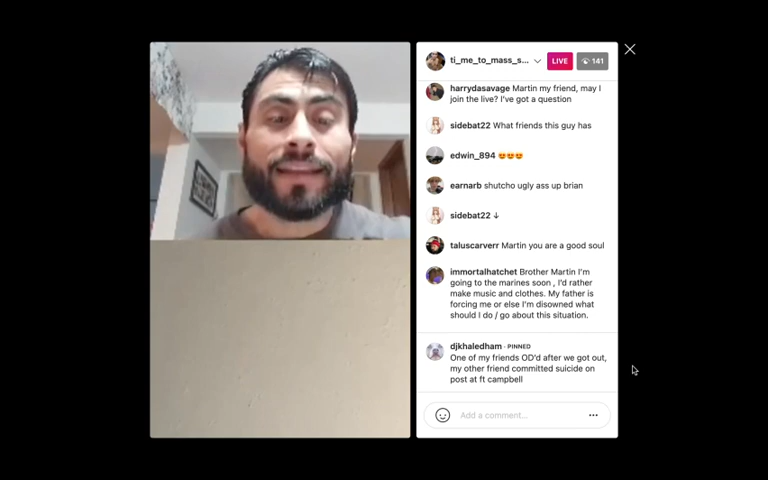 ti_me_to_mass_s...
LIVE
141
harrydasavage Martin my friend, may I
join the live? I've got a question
sidebat22 What friends this guy has
edwin_894 😍😍😍
earnarb shutcho ugly ass up brian
sidebat22 ↓
taluscarverr Martin you are a good soul
immortalhatchet Brother Martin I'm
going to the marines soon , I'd rather
make music and clothes. My father is
forcing me or else I'm disowned what
should I do / go about this situation.
djkhaledham · PINNED
One of my friends OD'd after we got out,
my other friend committed suicide on
post at ft campbell
Add a comment...